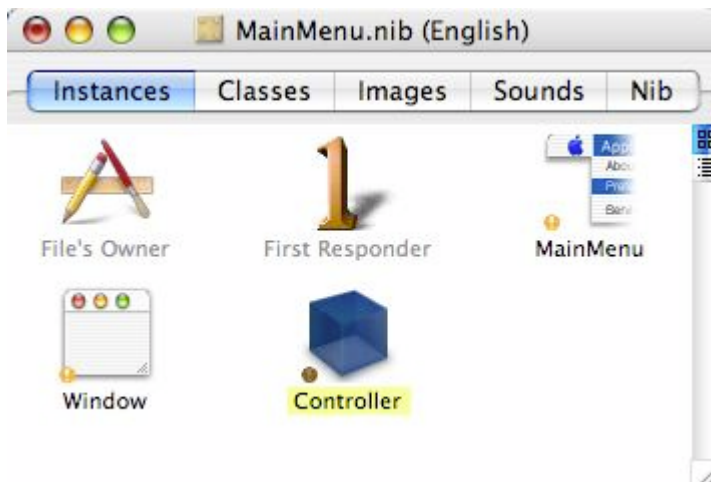 MainMenu.nib (English)
Instances Classes Images Sounds Nib
File's Owner First Responder MainMenu
Window Controller